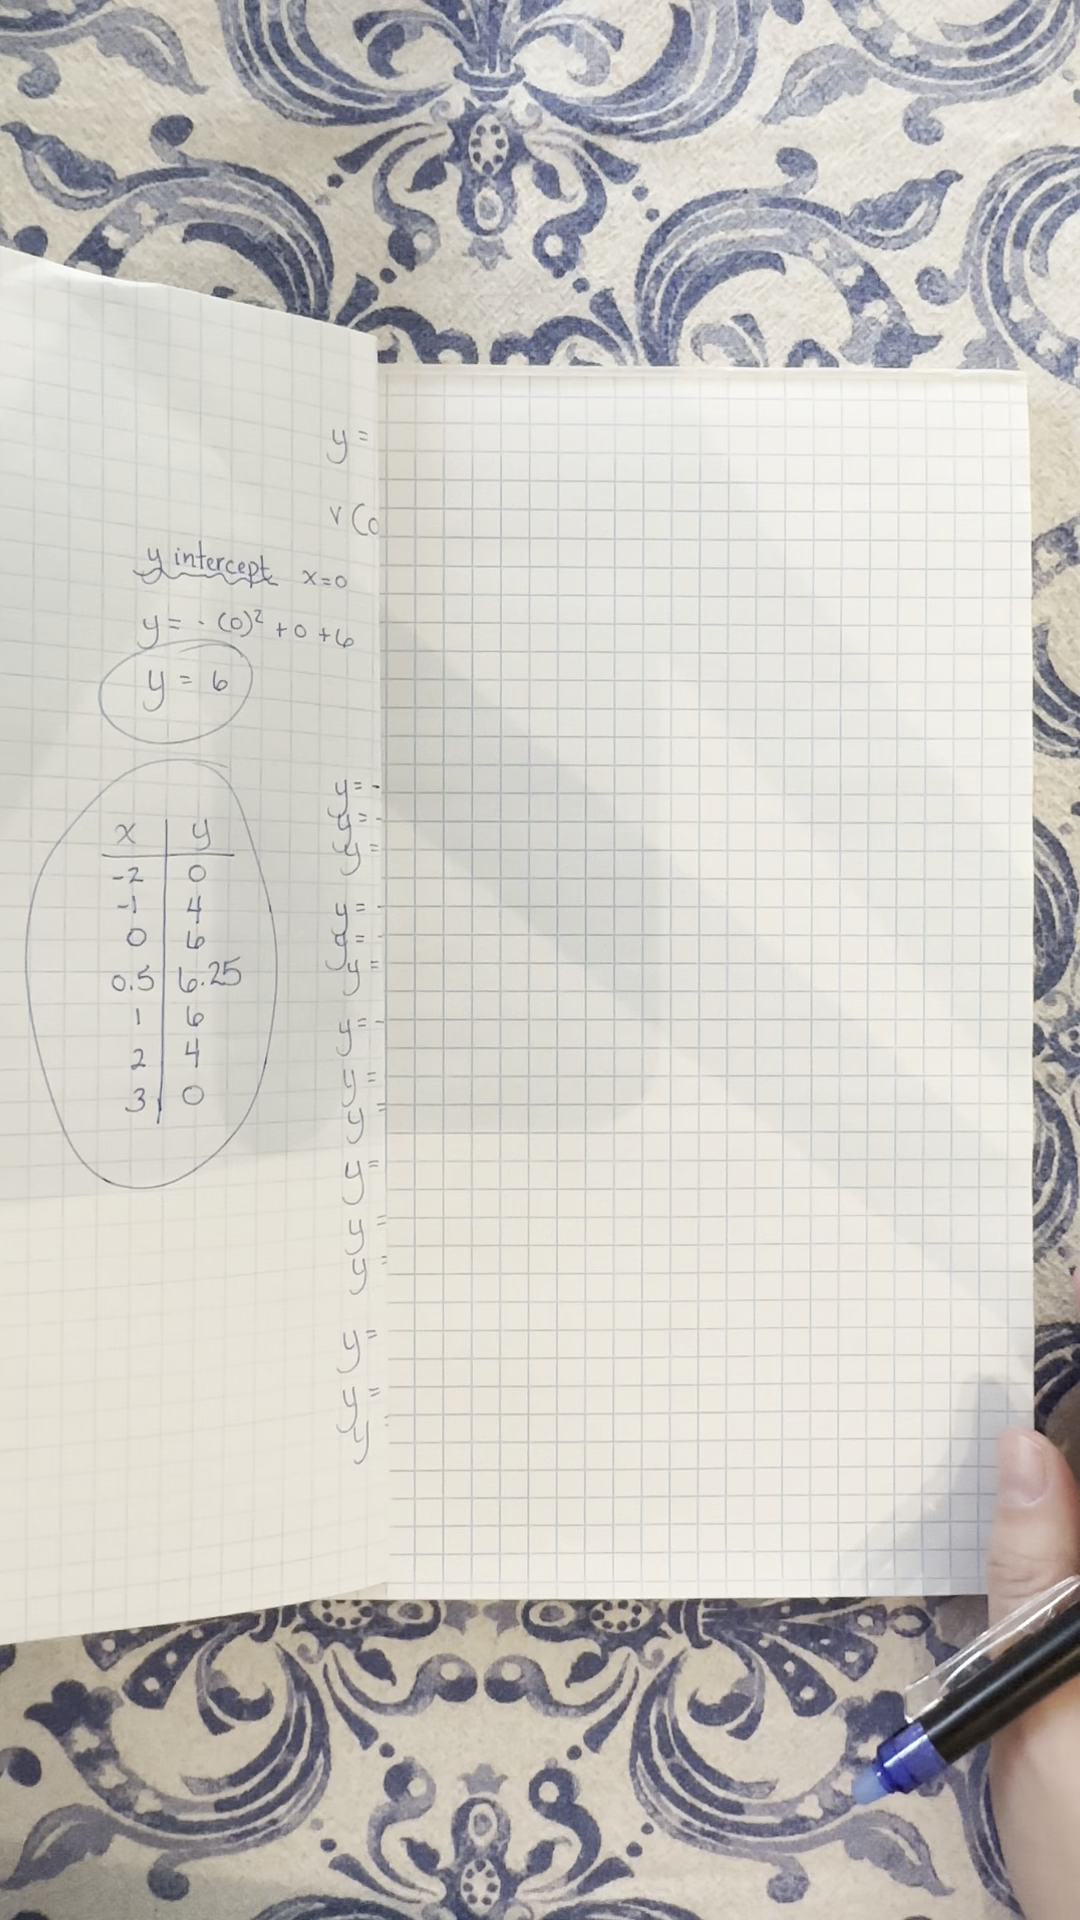 y =
v (0
y intercept x=0
y = - (0)² + 0 + 6
y = 6
x | y
-2 | 0
-1 | 4
0 | 6
0.5 | 6.25
1 | 6
2 | 4
3 | 0
y = -
y = -
y =
y = -
y = -
y =
y = -
y =
y =
y =
y =
y =
y =
y =
y